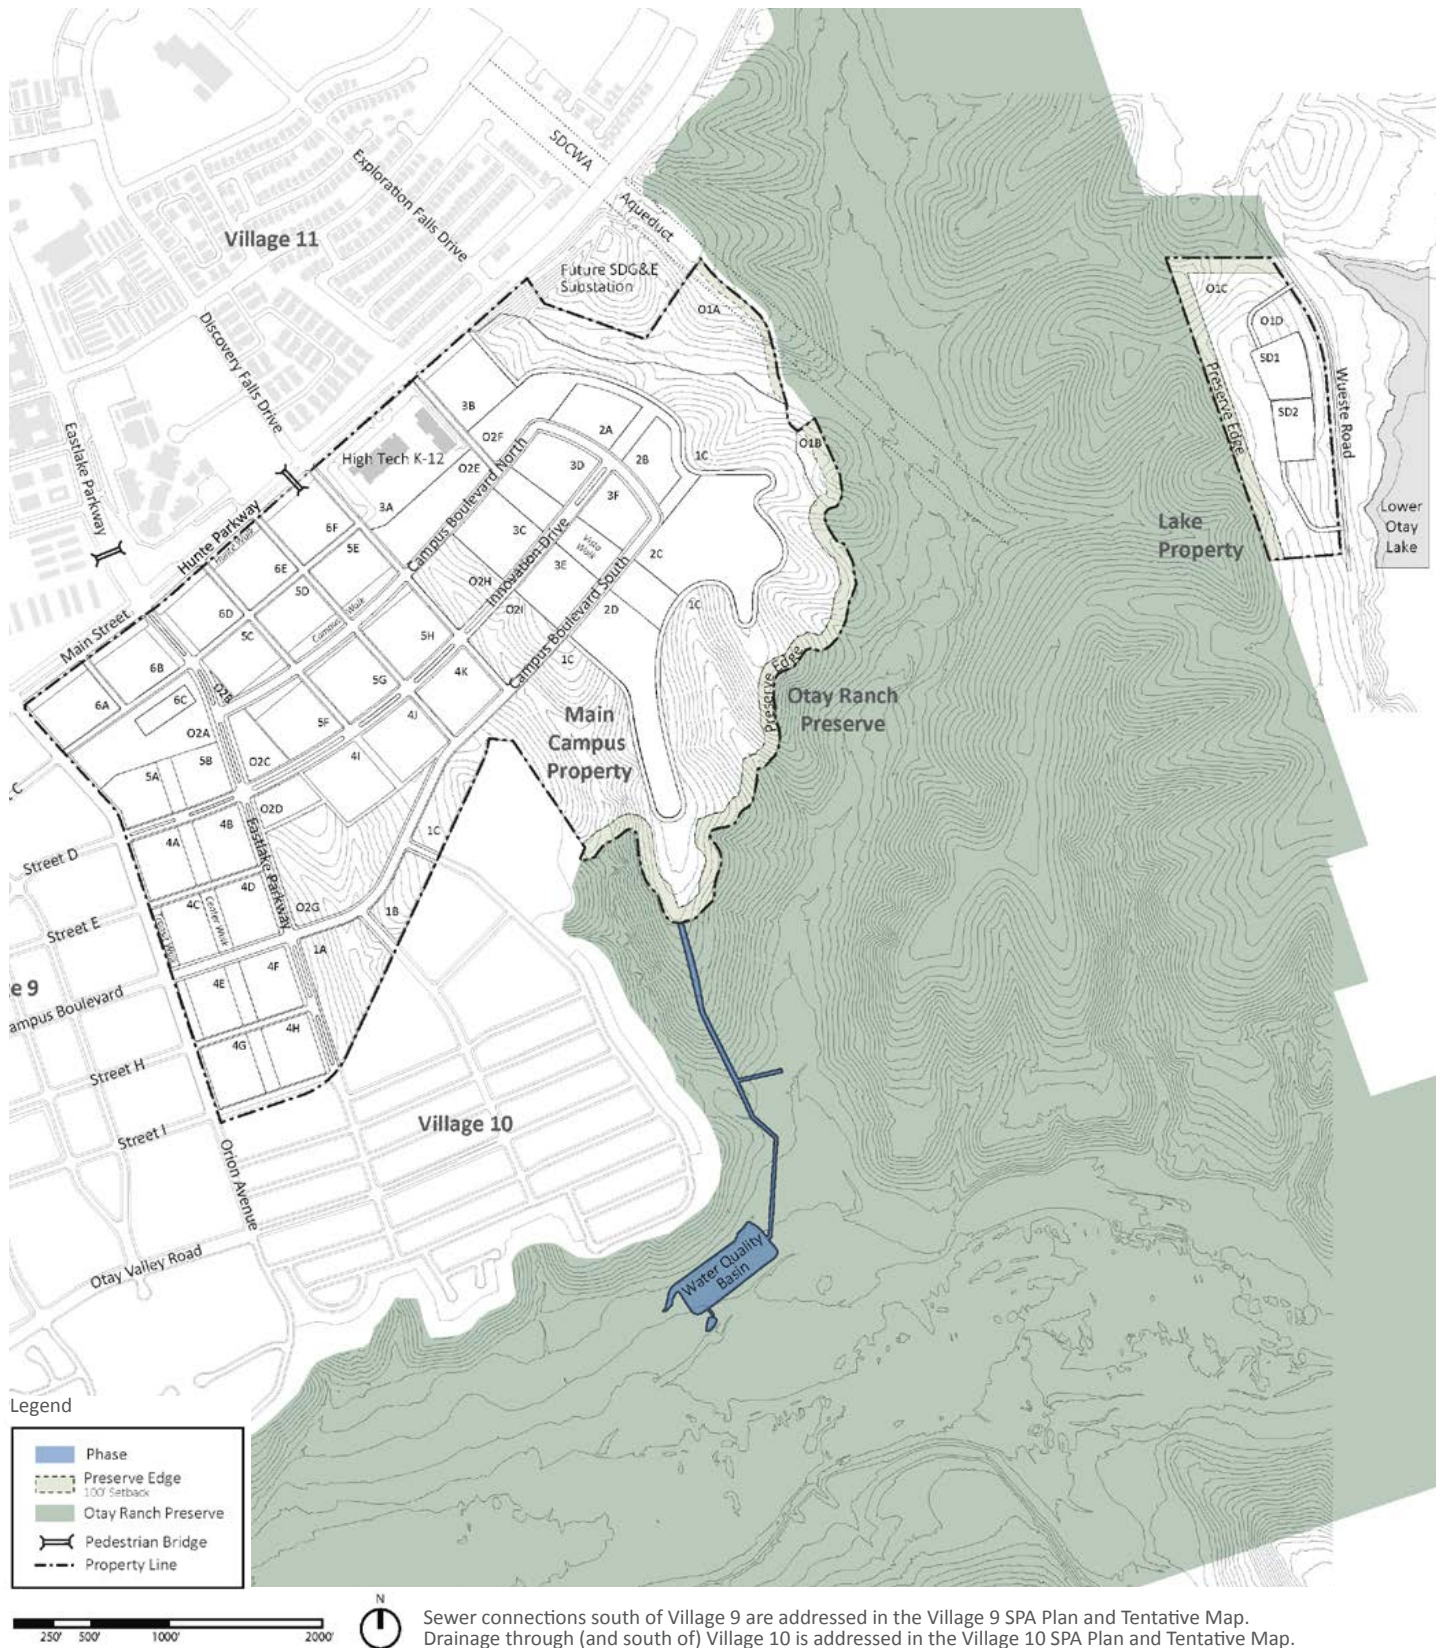 SDCWA
Aqueduct
Exploration Falls Drive
Village 11
Future SDG&E
Substation
O1A
O1C
O1D
SD1
SD2
Preserve Edge
Wueste Road
Discovery Falls Drive
Eastlake Parkway
3B
O2F
O2E
High Tech K-12
3A
Campus Boulevard North
2A
2B
1C
O1B
3D
3F
3C
Innovation Drive
Vista
Walk
3E
2C
O2H
O2I
2D
1C
Campus Boulevard South
1C
Lake
Property
Lower
Otay
Lake
Hunte Parkway
Hunte Walk
6F
5E
6E
5D
6D
5C
Campus Walk
5H
4K
5G
Main Street
6B
6A
6C
O2B
O2A
5F
4J
5B
5A
O2C
4I
O2D
Main
Campus
Property
Preserve Edge
Otay Ranch
Preserve
4B
4A
Eastlake Parkway
1C
Street D
4D
4C
Center Walk
O2G
1B
Street E
1A
4F
4E
e 9
ampus Boulevard
4H
4G
Street H
Village 10
Street I
Orion Avenue
Otay Valley Road
Water Quality
Basin
Legend
Phase
Preserve Edge
100' Setback
Otay Ranch Preserve
Pedestrian Bridge
Property Line
250' 500' 1000' 2000'
N
Sewer connections south of Village 9 are addressed in the Village 9 SPA Plan and Tentative Map.
Drainage through (and south of) Village 10 is addressed in the Village 10 SPA Plan and Tentative Map.